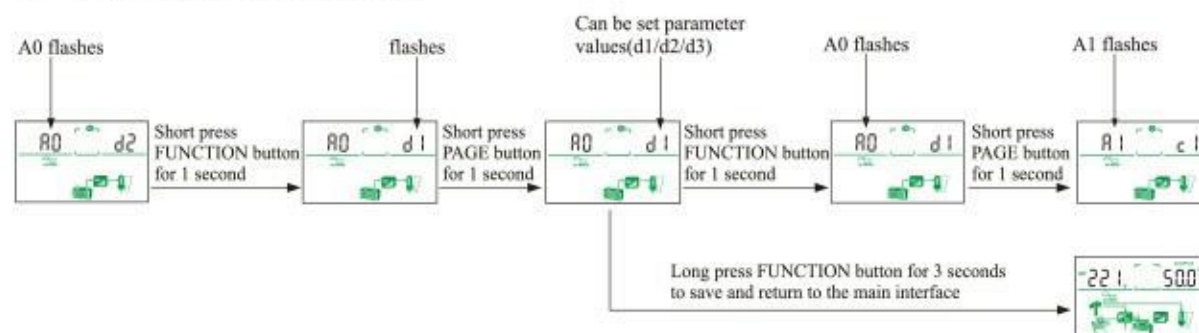 Can be set parameter
A0 flashes
flashes
values(d1/d2/d3)
A0 flashes
A1 flashes
A0 d2
Short press
FUNCTION button
for 1 second
A0 d1
Short press
PAGE button
for 1 second
A0 d1
Short press
FUNCTION button
for 1 second
A0 d1
Short press
PAGE button
for 1 second
A1 c1
Long press FUNCTION button for 3 seconds
to save and return to the main interface
221 50.0